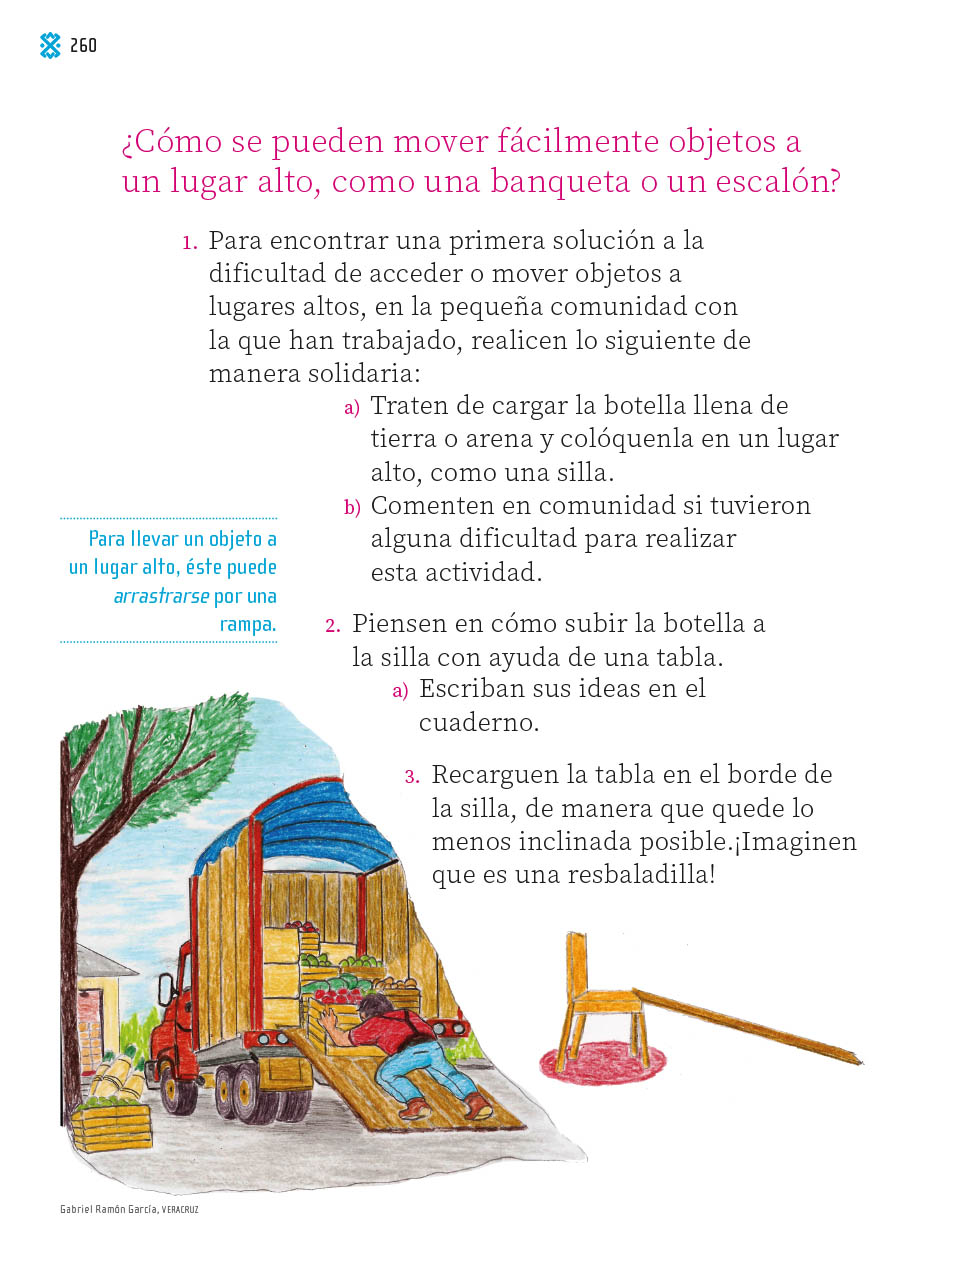 260
¿Cómo se pueden mover fácilmente objetos a
un lugar alto, como una banqueta o un escalón?
1. Para encontrar una primera solución a la
dificultad de acceder o mover objetos a
lugares altos, en la pequeña comunidad con
la que han trabajado, realicen lo siguiente de
manera solidaria:
a) Traten de cargar la botella llena de
tierra o arena y colóquenla en un lugar
alto, como una silla.
b) Comenten en comunidad si tuvieron
alguna dificultad para realizar
esta actividad.
Para llevar un objeto a
un lugar alto, éste puede
arrastrarse por una
rampa.
2. Piensen en cómo subir la botella a
la silla con ayuda de una tabla.
a) Escriban sus ideas en el
cuaderno.
3. Recarguen la tabla en el borde de
la silla, de manera que quede lo
menos inclinada posible.¡Imaginen
que es una resbaladilla!
Gabriel Ramón García, VERACRUZ